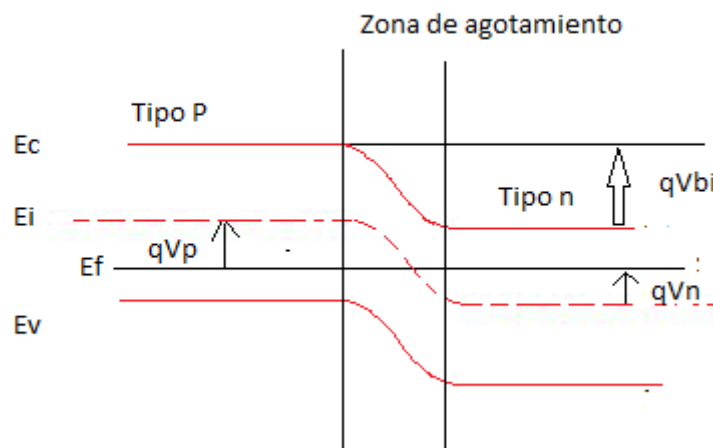 Zona de agotamiento
Tipo P
Ec
qVbi
Tipo n
Ei
qVp
Ef
qVn
Ev